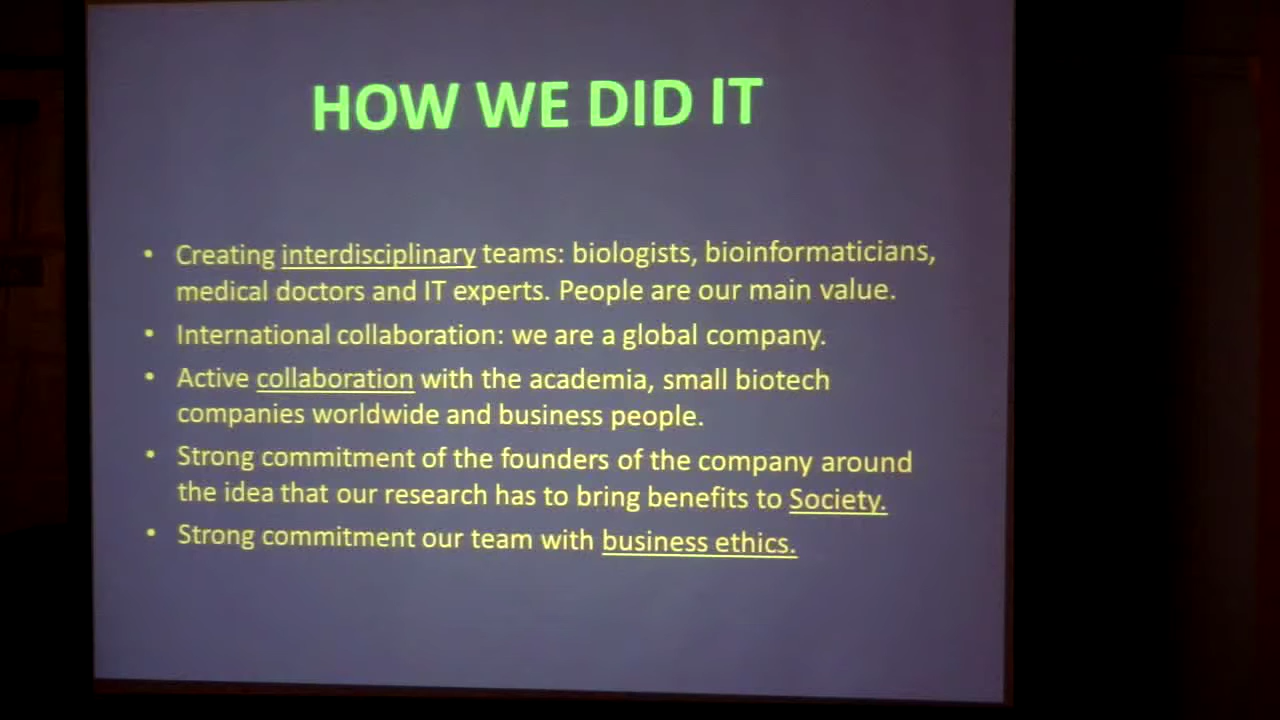 HOW WE DID IT
• Creating interdisciplinary teams: biologists, bioinformaticians,
medical doctors and IT experts. People are our main value.
• International collaboration: we are a global company.
• Active collaboration with the academia, small biotech
companies worldwide and business people.
• Strong commitment of the founders of the company around
the idea that our research has to bring benefits to Society.
• Strong commitment our team with business ethics.